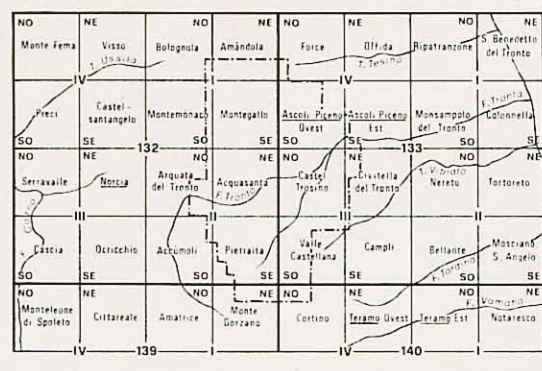 NO NE NO NE NO NE NO NE
Monte Fema Visso Bolognola Amândola Force Offida Ripatranzone S. Benedetto
del Tronto
T. Ussita T. Tesino
IV I IV I
Preci Castel-
santangelo Montemonaco Montegallo Ascoli Piceno
Ovest Ascoli Piceno
Est Monsampolo
del Tronto Colonnella
F. Tronto
SO SE SO SE SO SE SO SE
132 133
NO NE NO NE NO NE NO NE
Serravalle Norcia Arquata
del Tronto Acquasanta Castel
Trosino Civitella
del Tronto Nereto Tortoreto
F. Tronto T. Vibrata
III II III II
Cascia Ocricchio Accùmoli Pietralta Valle
Castellana Campli Bellante Mosciano
S. Angelo
F. Tordino
SO SE SO SE SO SE SO SE
NO NE NO NE NO NE NO NE
Monteleone
di Spoleto Cittareale Amatrice Monte
Gorzano Cortino Teramo Ovest Teramo Est Notaresco
F. Vomano
IV 139 I IV 140 I